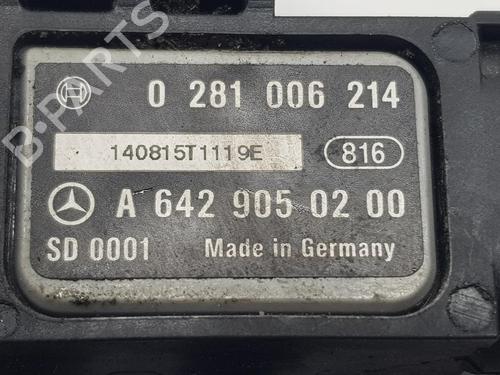 0 281 006 214
140815T1119E
816
A 642 905 02 00
SD 0001 Made in Germany
B-PARTS